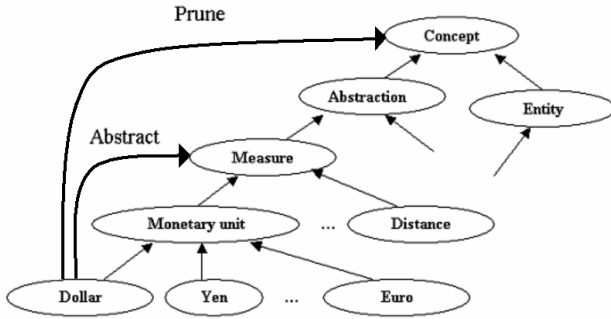 Prune
Concept
Abstraction
Entity
Abstract
Measure
Monetary unit
...
Distance
Dollar
Yen
...
Euro